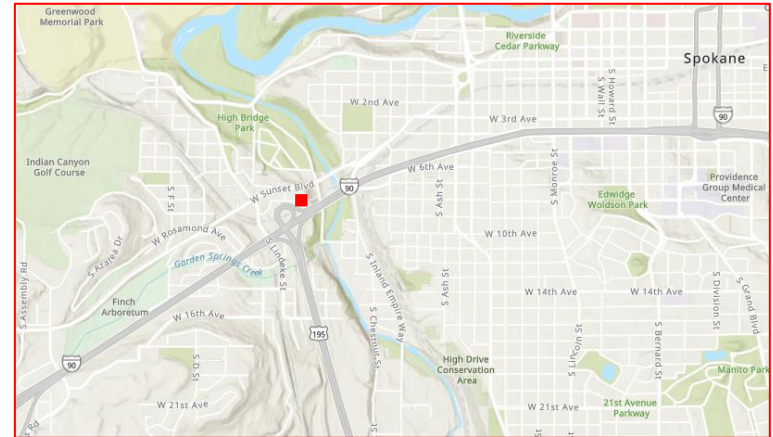 Greenwood
Memorial Park
Riverside
Cedar Parkway
Spokane
S Howard St
S Wall St
W 2nd Ave
W 3rd Ave
90
High Bridge
Park
Indian Canyon
Golf Course
W 6th Ave
90
W Sunset Blvd
S F St
S Ash St
S Monroe St
Edwidge
Woldson Park
Providence
Group Medical
Center
W Rosamond Ave
S Azalea Dr
W 10th Ave
S Lindeke St
Garden Springs Creek
S Inland Empire Way
S Assembly Rd
Finch
Arboretum
S Ash St
W 14th Ave
W 14th Ave
S Division St
S Grand Blvd
W 16th Ave
195
S Chestnut St
S Lincoln St
S Bernard St
90
S D St
High Drive
Conservation
Area
Manito Park
W 21st Ave
W 21st Ave
21st Avenue
Parkway
Rd